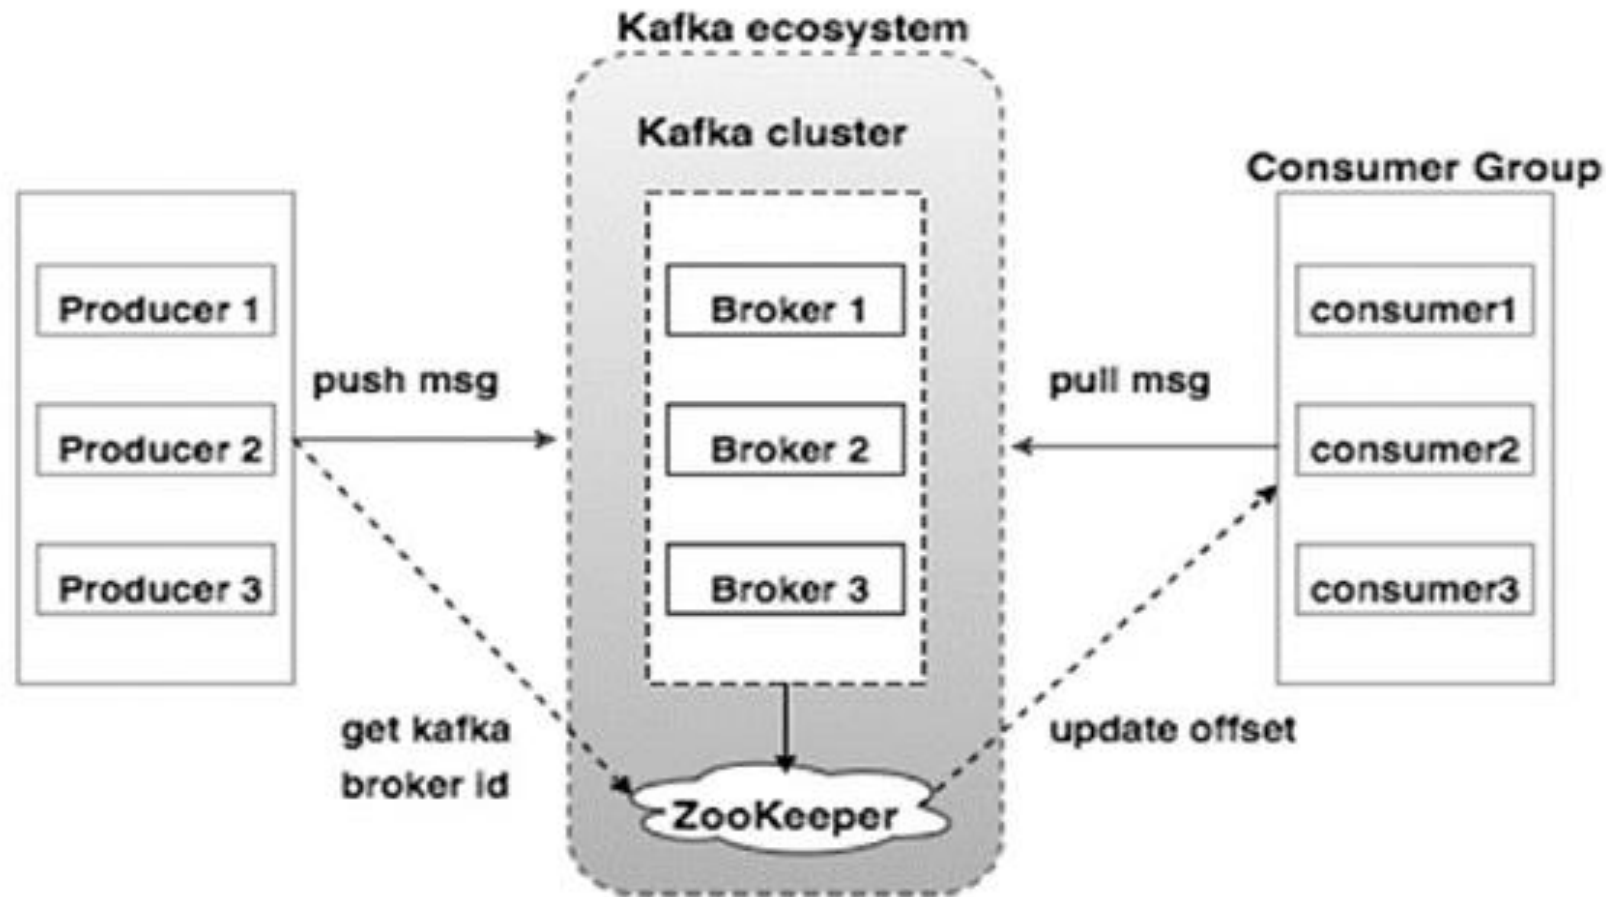 Kafka ecosystem
Kafka cluster
Consumer Group
Producer 1
Producer 2
Producer 3
push msg
Broker 1
Broker 2
Broker 3
pull msg
consumer1
consumer2
consumer3
get kafka
broker id
update offset
ZooKeeper